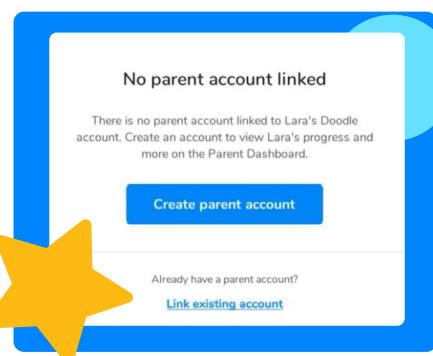 No parent account linked
There is no parent account linked to Lara's Doodle
account. Create an account to view Lara's progress and
more on the Parent Dashboard.
Create parent account
Already have a parent account?
Link existing account